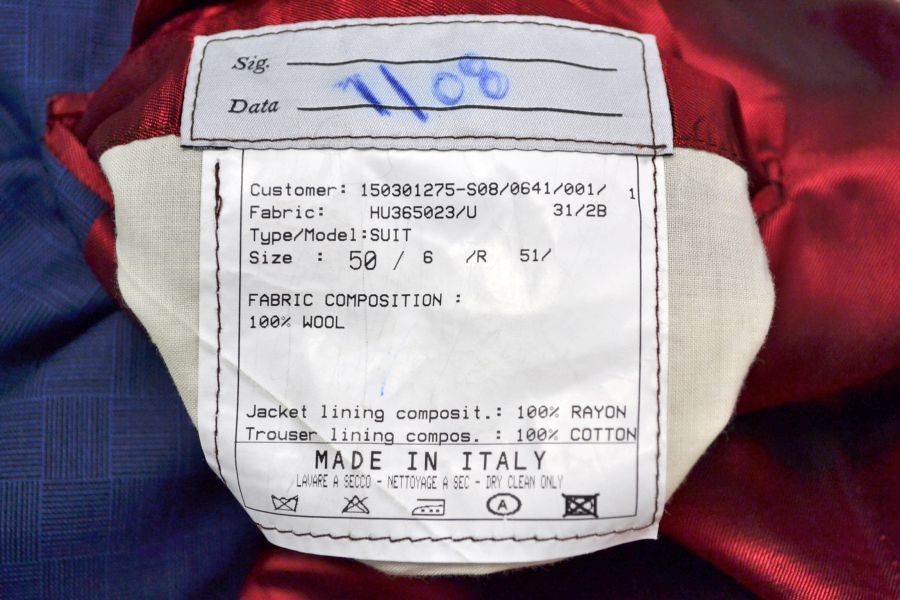 Sig.
Data 7/08
Customer: 150301275-S08/0641/001/ 1
Fabric: HU365023/U 31/2B
Type/Model:SUIT
Size : 50 / 6 /R 51/
FABRIC COMPOSITION :
100% WOOL
Jacket lining composit.: 100% RAYON
Trouser lining compos. : 100% COTTON
MADE IN ITALY
LAVARE A SECCO - NETTOYAGE A SEC - DRY CLEAN ONLY
A